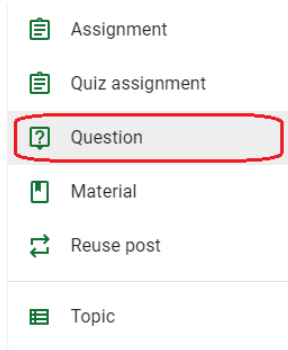 Assignment
Quiz assignment
Question
Material
Reuse post
Topic